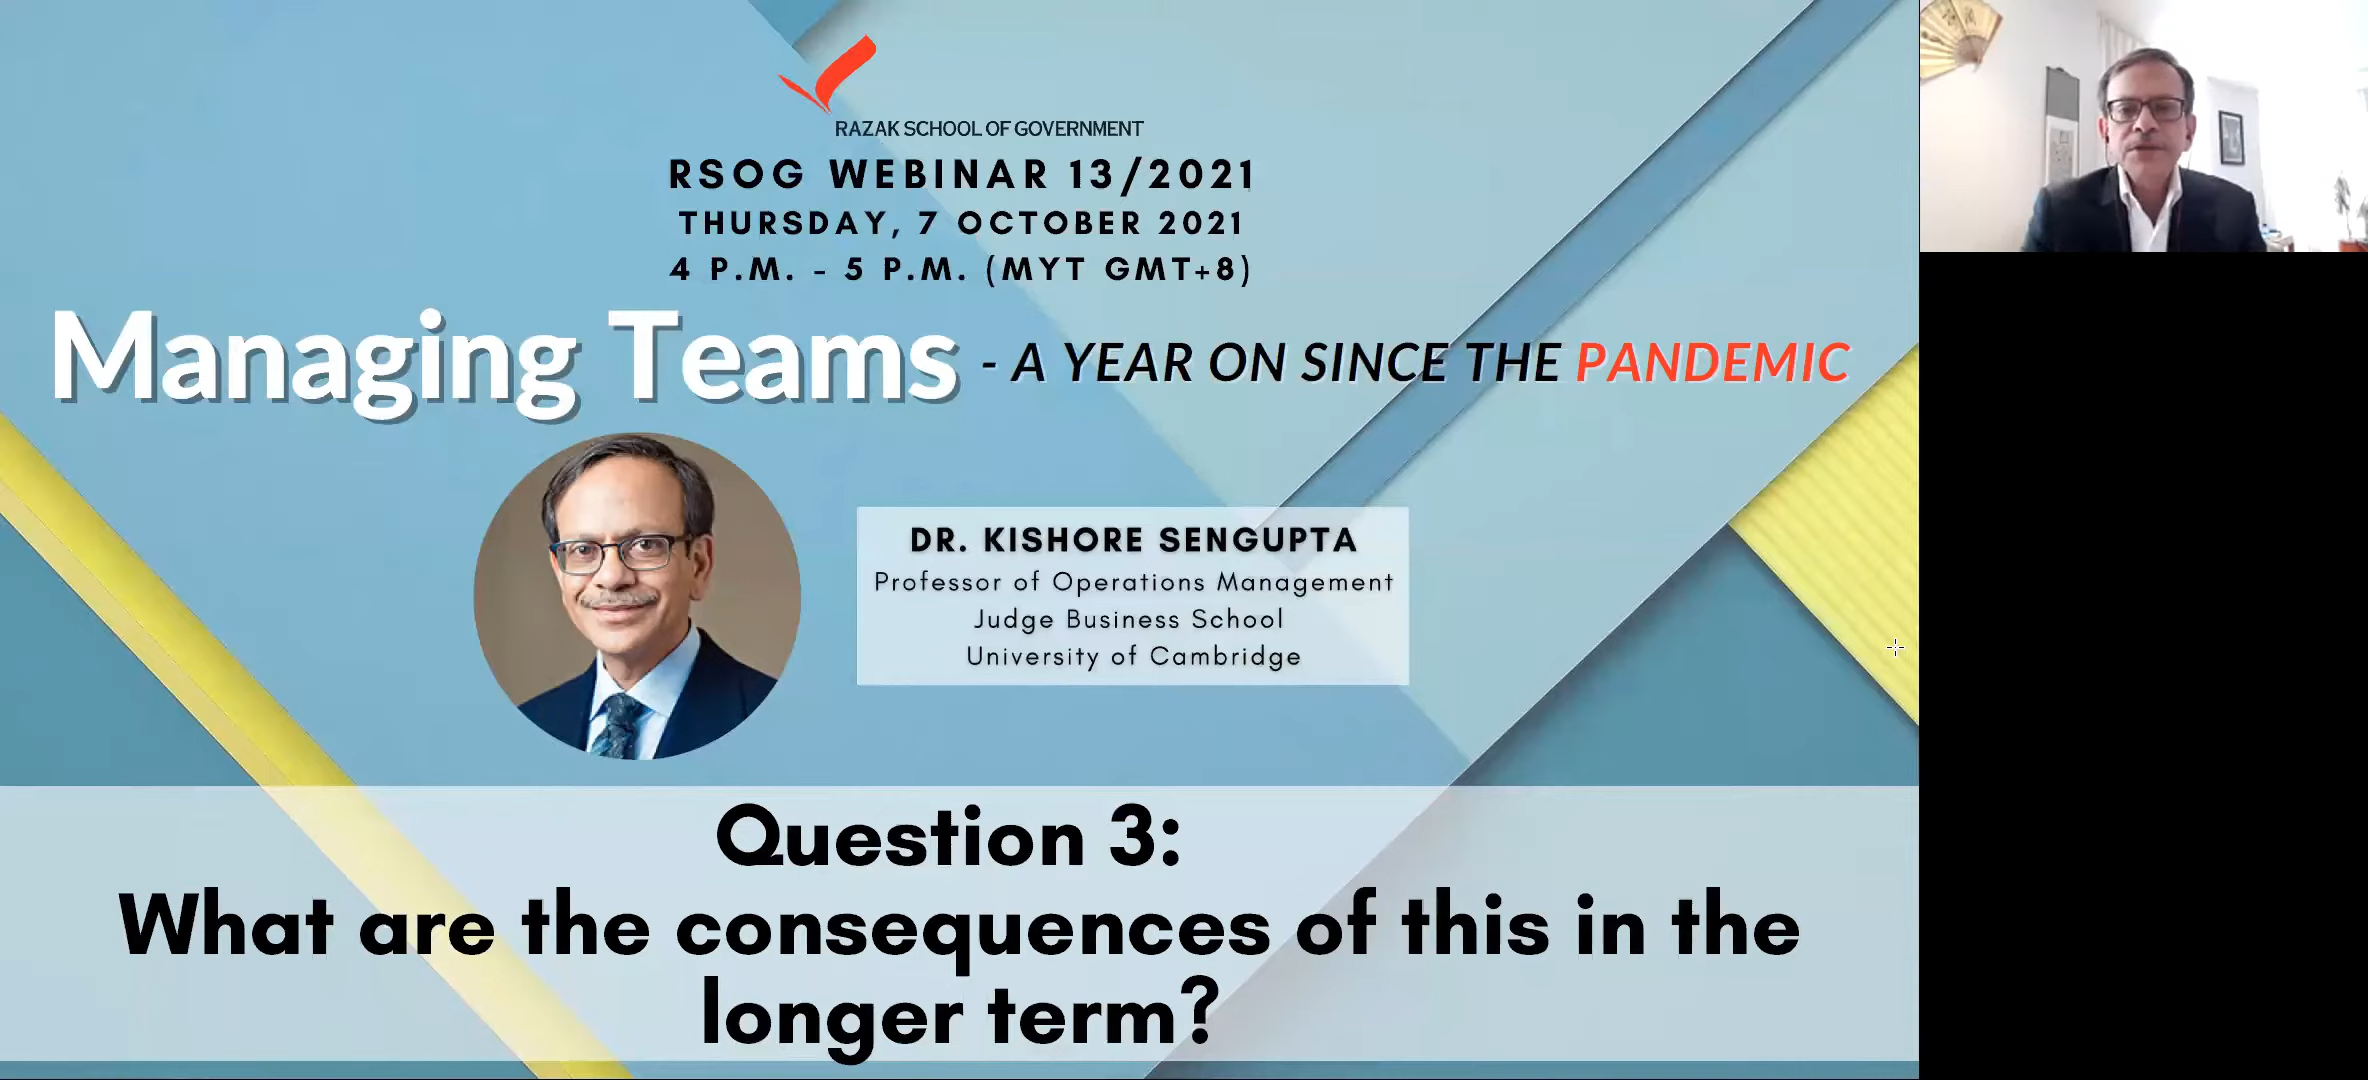 RAZAK SCHOOL OF GOVERNMENT
RSOG WEBINAR 13/2021
THURSDAY, 7 OCTOBER 2021
4 P.M. - 5 P.M. (MYT GMT+8)
Managing Teams - A YEAR ON SINCE THE PANDEMIC
DR. KISHORE SENGUPTA
Professor of Operations Management
Judge Business School
University of Cambridge
Question 3:
What are the consequences of this in the
longer term?